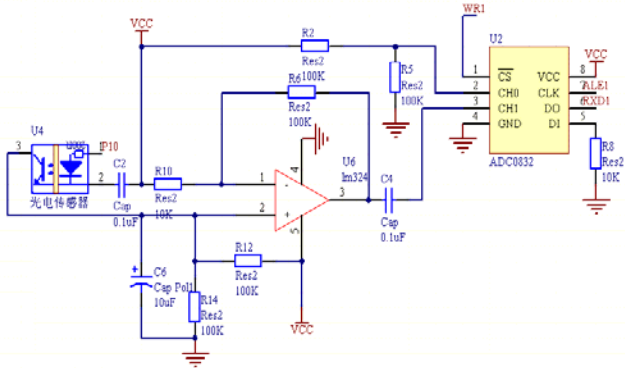 WR1
VCC
R2
Res2
100K
U2
VCC
R6
Res2
100K
R5
Res2
100K
1
2
3
4
CS
CH0
CH1
GND
VCC
CLK
DO
DI
8
7
6
5
ALE1
RXD1
ADC0832
R8
Res2
10K
U4
3
P10
2
光电传感器
C2
Cap
0.1uF
R10
Res2
10K
1
2
-
+
4
5
U6
lm324
3
C4
Cap
0.1uF
C6
Cap Pol1
10uF
R12
Res2
100K
R14
Res2
100K
VCC